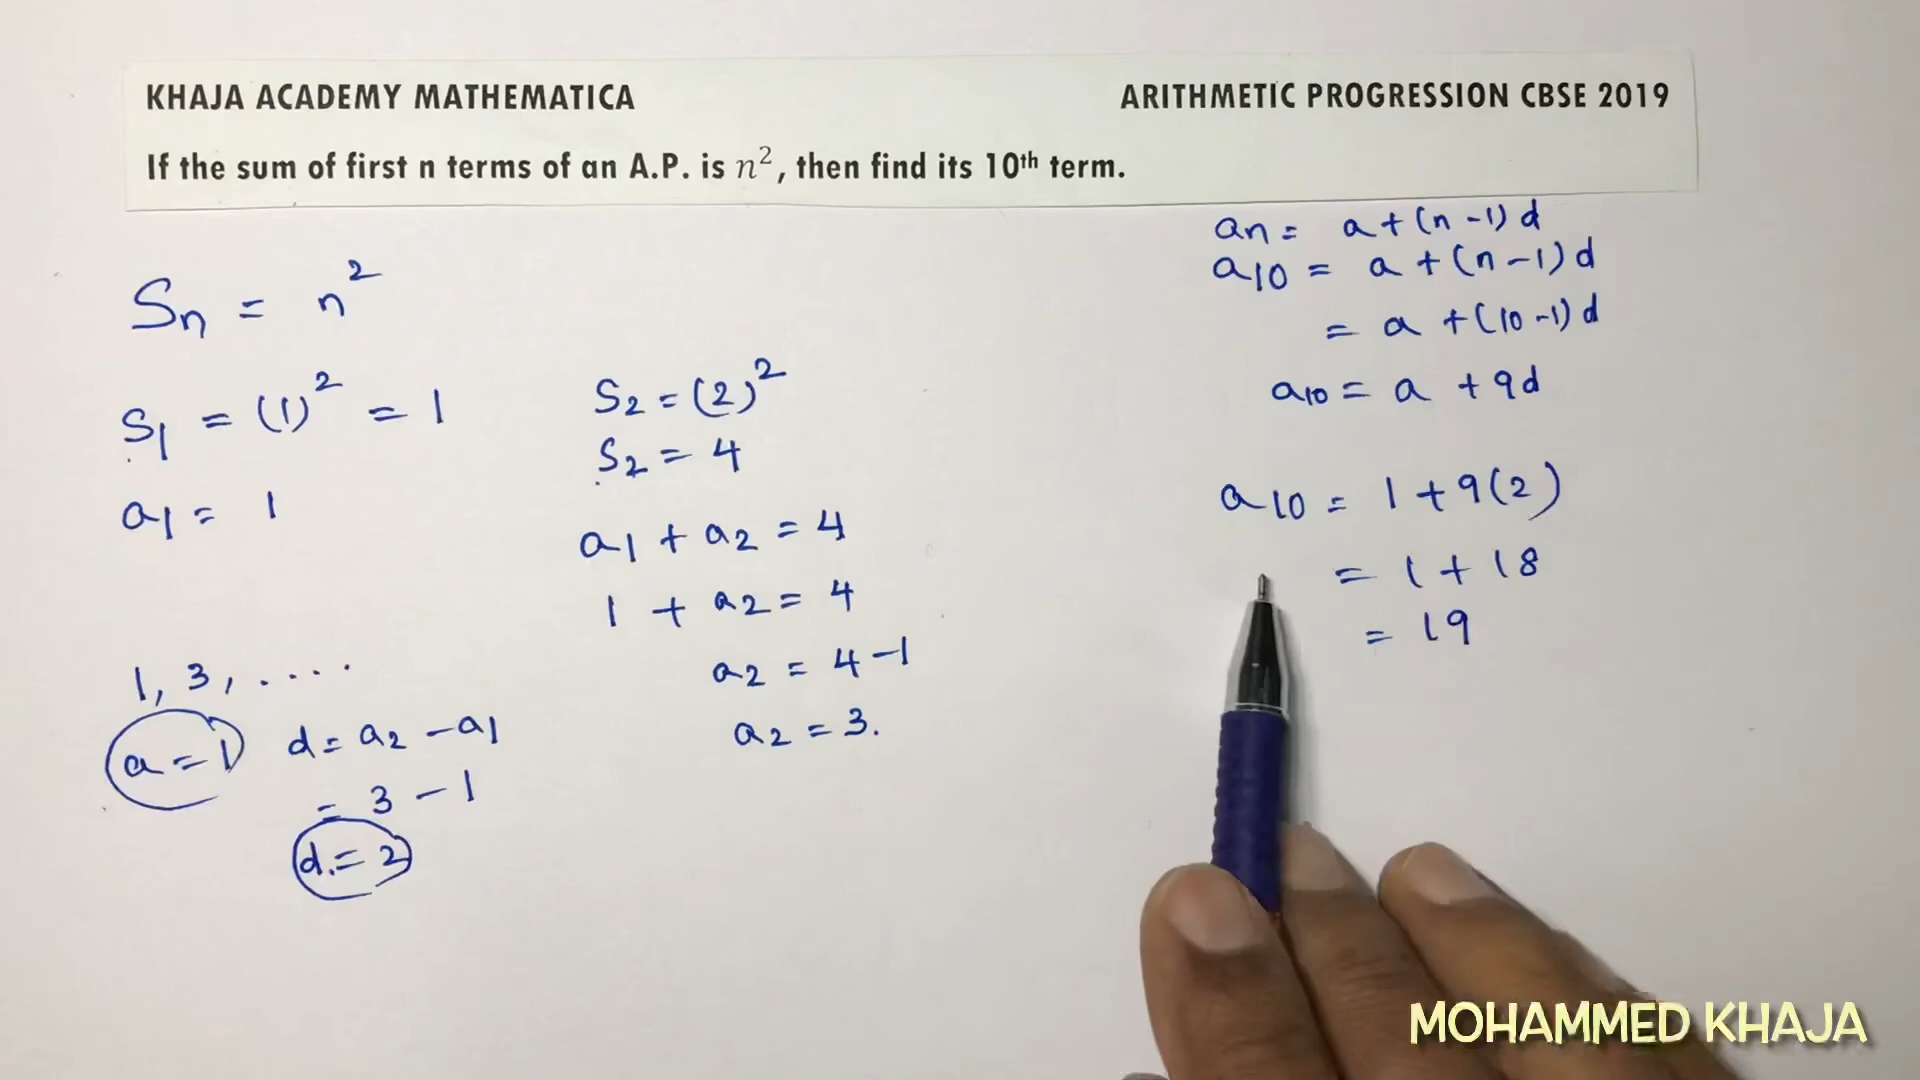 KHAJA ACADEMY MATHEMATICA ARITHMETIC PROGRESSION CBSE 2019
If the sum of first n terms of an A.P. is n², then find its 10th term.
Sn = n²
S1 = (1)² = 1
a1 = 1
1, 3, ....
a = 1
d = a2 - a1
= 3 - 1
d = 2
S2 = (2)²
S2 = 4
a1 + a2 = 4
1 + a2 = 4
a2 = 4 - 1
a2 = 3.
an = a + (n - 1) d
a10 = a + (n - 1) d
= a + (10 - 1) d
a10 = a + 9d
a10 = 1 + 9(2)
= 1 + 18
= 19
MOHAMMED KHAJA